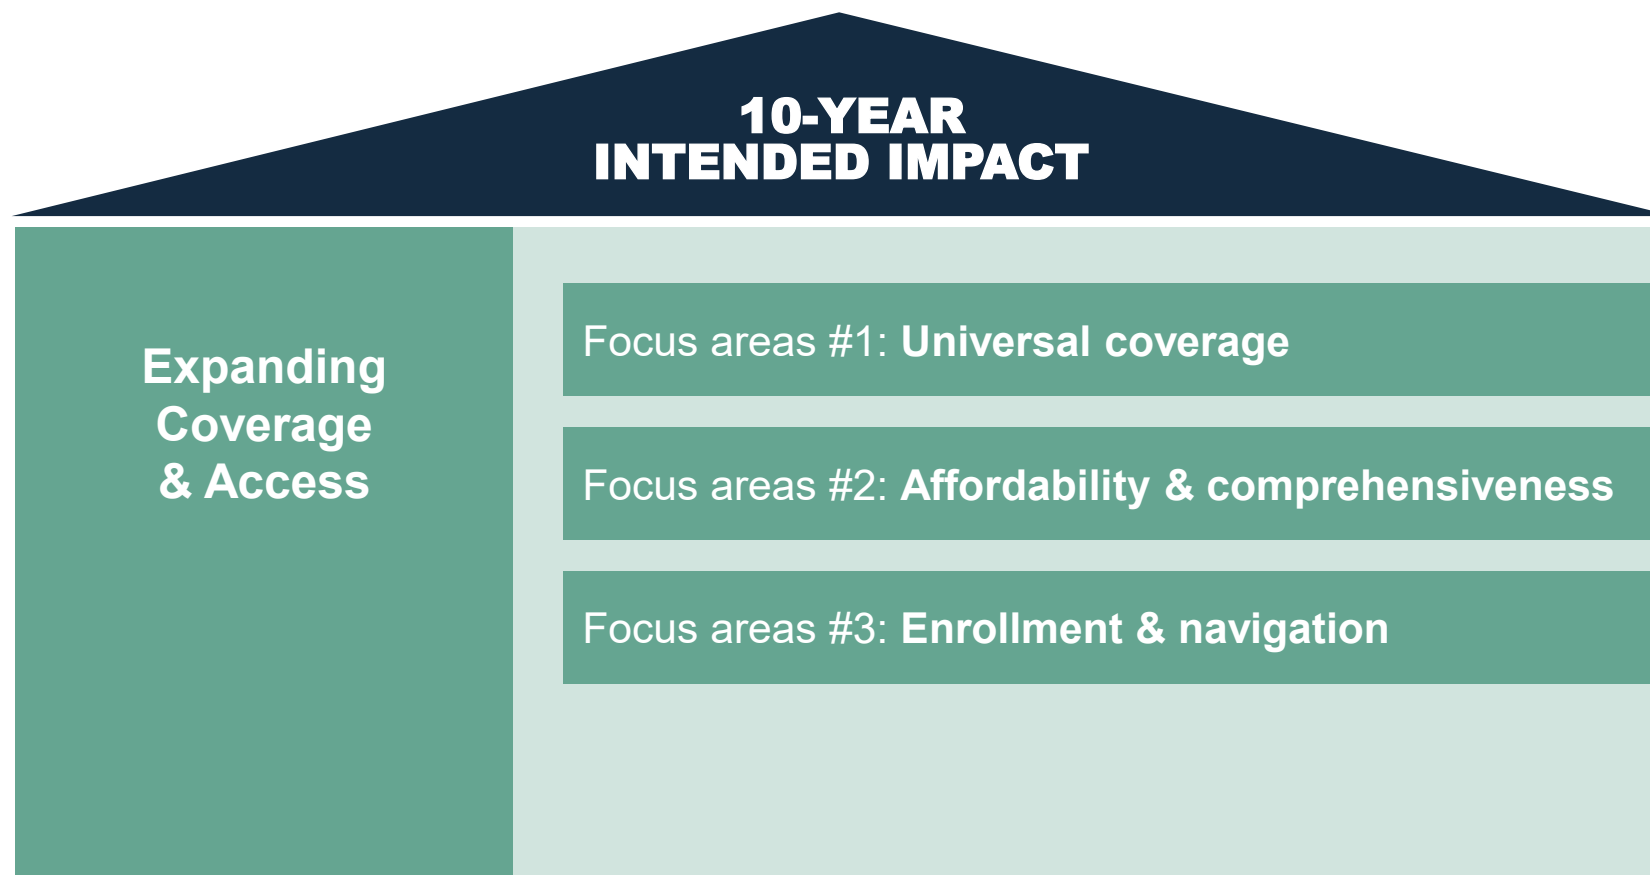 10-YEAR
INTENDED IMPACT
Expanding
Coverage
& Access
Focus areas #1: Universal coverage
Focus areas #2: Affordability & comprehensiveness
Focus areas #3: Enrollment & navigation